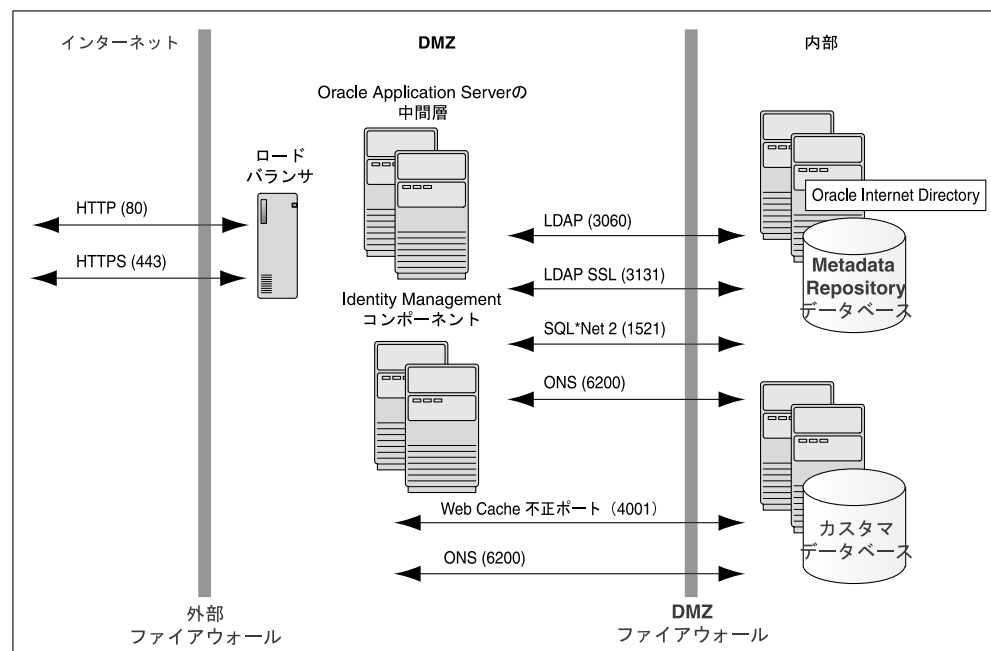 インターネット
DMZ
内部
Oracle Application Serverの
中間層
ロード
バランサ
Oracle Internet Directory
HTTP (80)
LDAP (3060)
HTTPS (443)
LDAP SSL (3131)
Metadata
Repository
データベース
Identity Management
コンポーネント
SQL*Net 2 (1521)
ONS (6200)
Web Cache 不正ポート（4001）
カスタマ
データベース
ONS (6200)
外部
ファイアウォール
DMZ
ファイアウォール